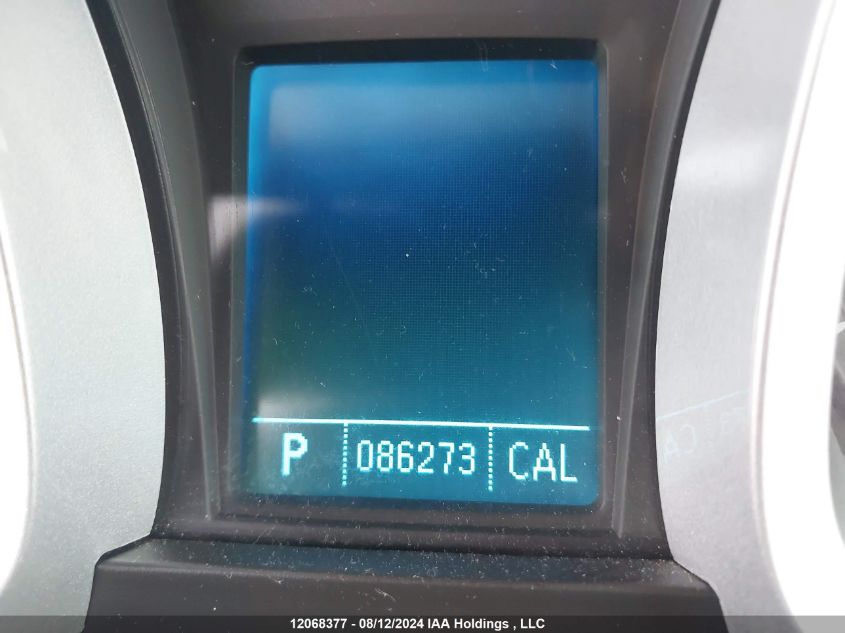 P 086273 CAL
12068377 - 08/12/2024 IAA Holdings , LLC